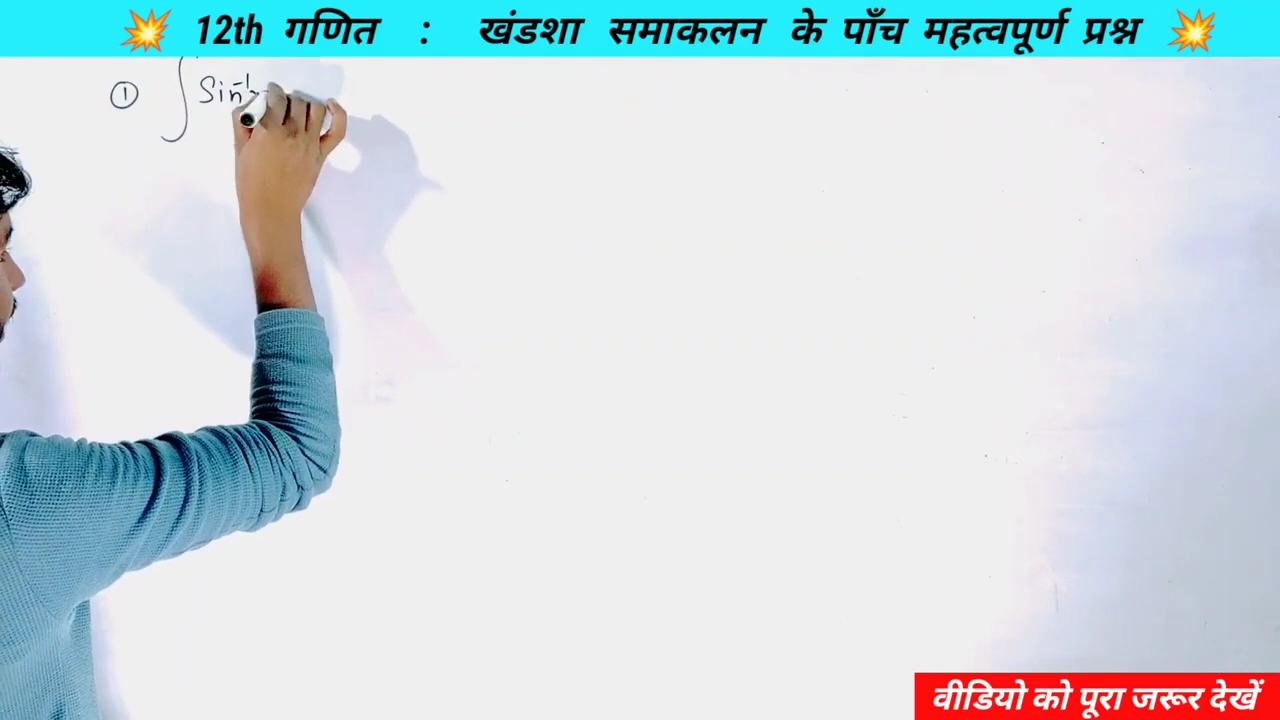 12th गणित : खंडशा समाकलन के पाँच महत्वपूर्ण प्रश्न
① ∫ Sin⁻¹
वीडियो को पूरा जरूर देखें